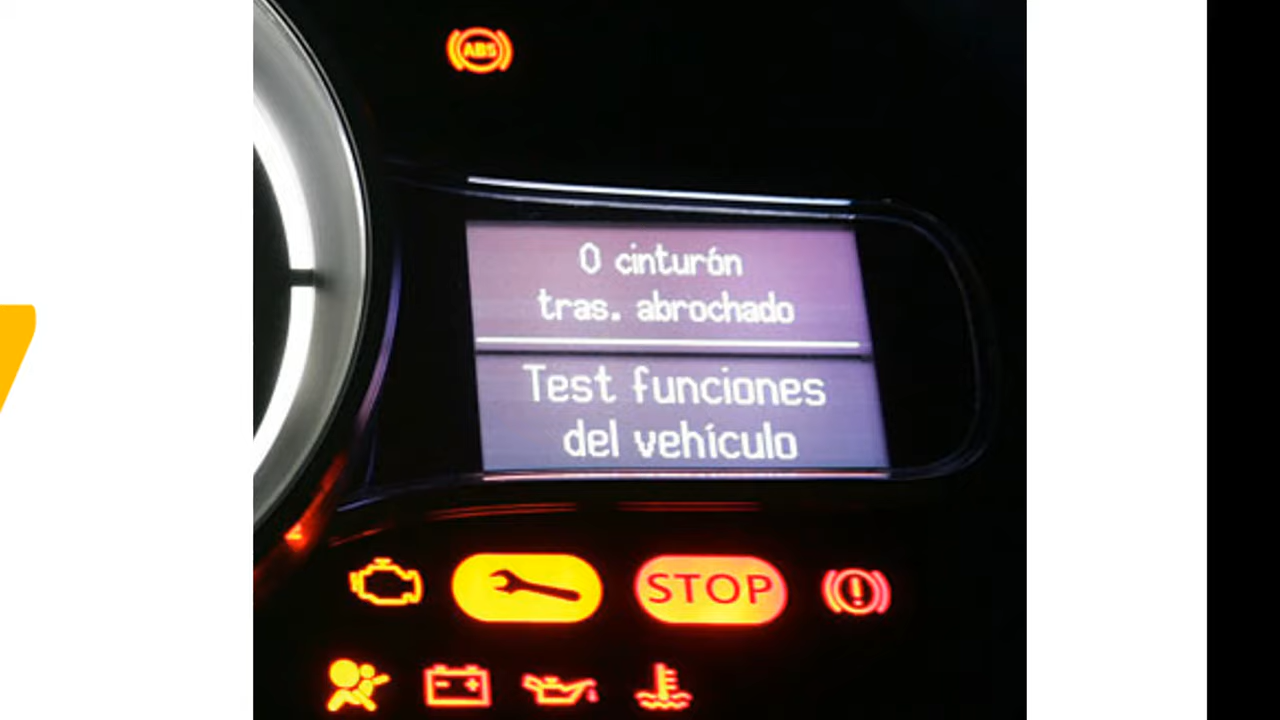 ABS
0 cinturón
tras. abrochado
Test funciones
del vehículo
STOP